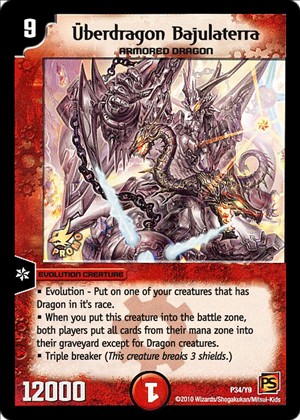 9 Überdragon Bajulaterra
ARMORED DRAGON
PROMO
EVOLUTION CREATURE
▪ Evolution - Put on one of your creatures that has
Dragon in it's race.
▪ When you put this creature into the battle zone,
both players put all cards from their mana zone into
their graveyard except for Dragon creatures.
▪ Triple breaker (This creature breaks 3 shields.)
12000
1
P34/Y9
PS
©2010 Wizards/Shogakukan/Mitsui-Kids